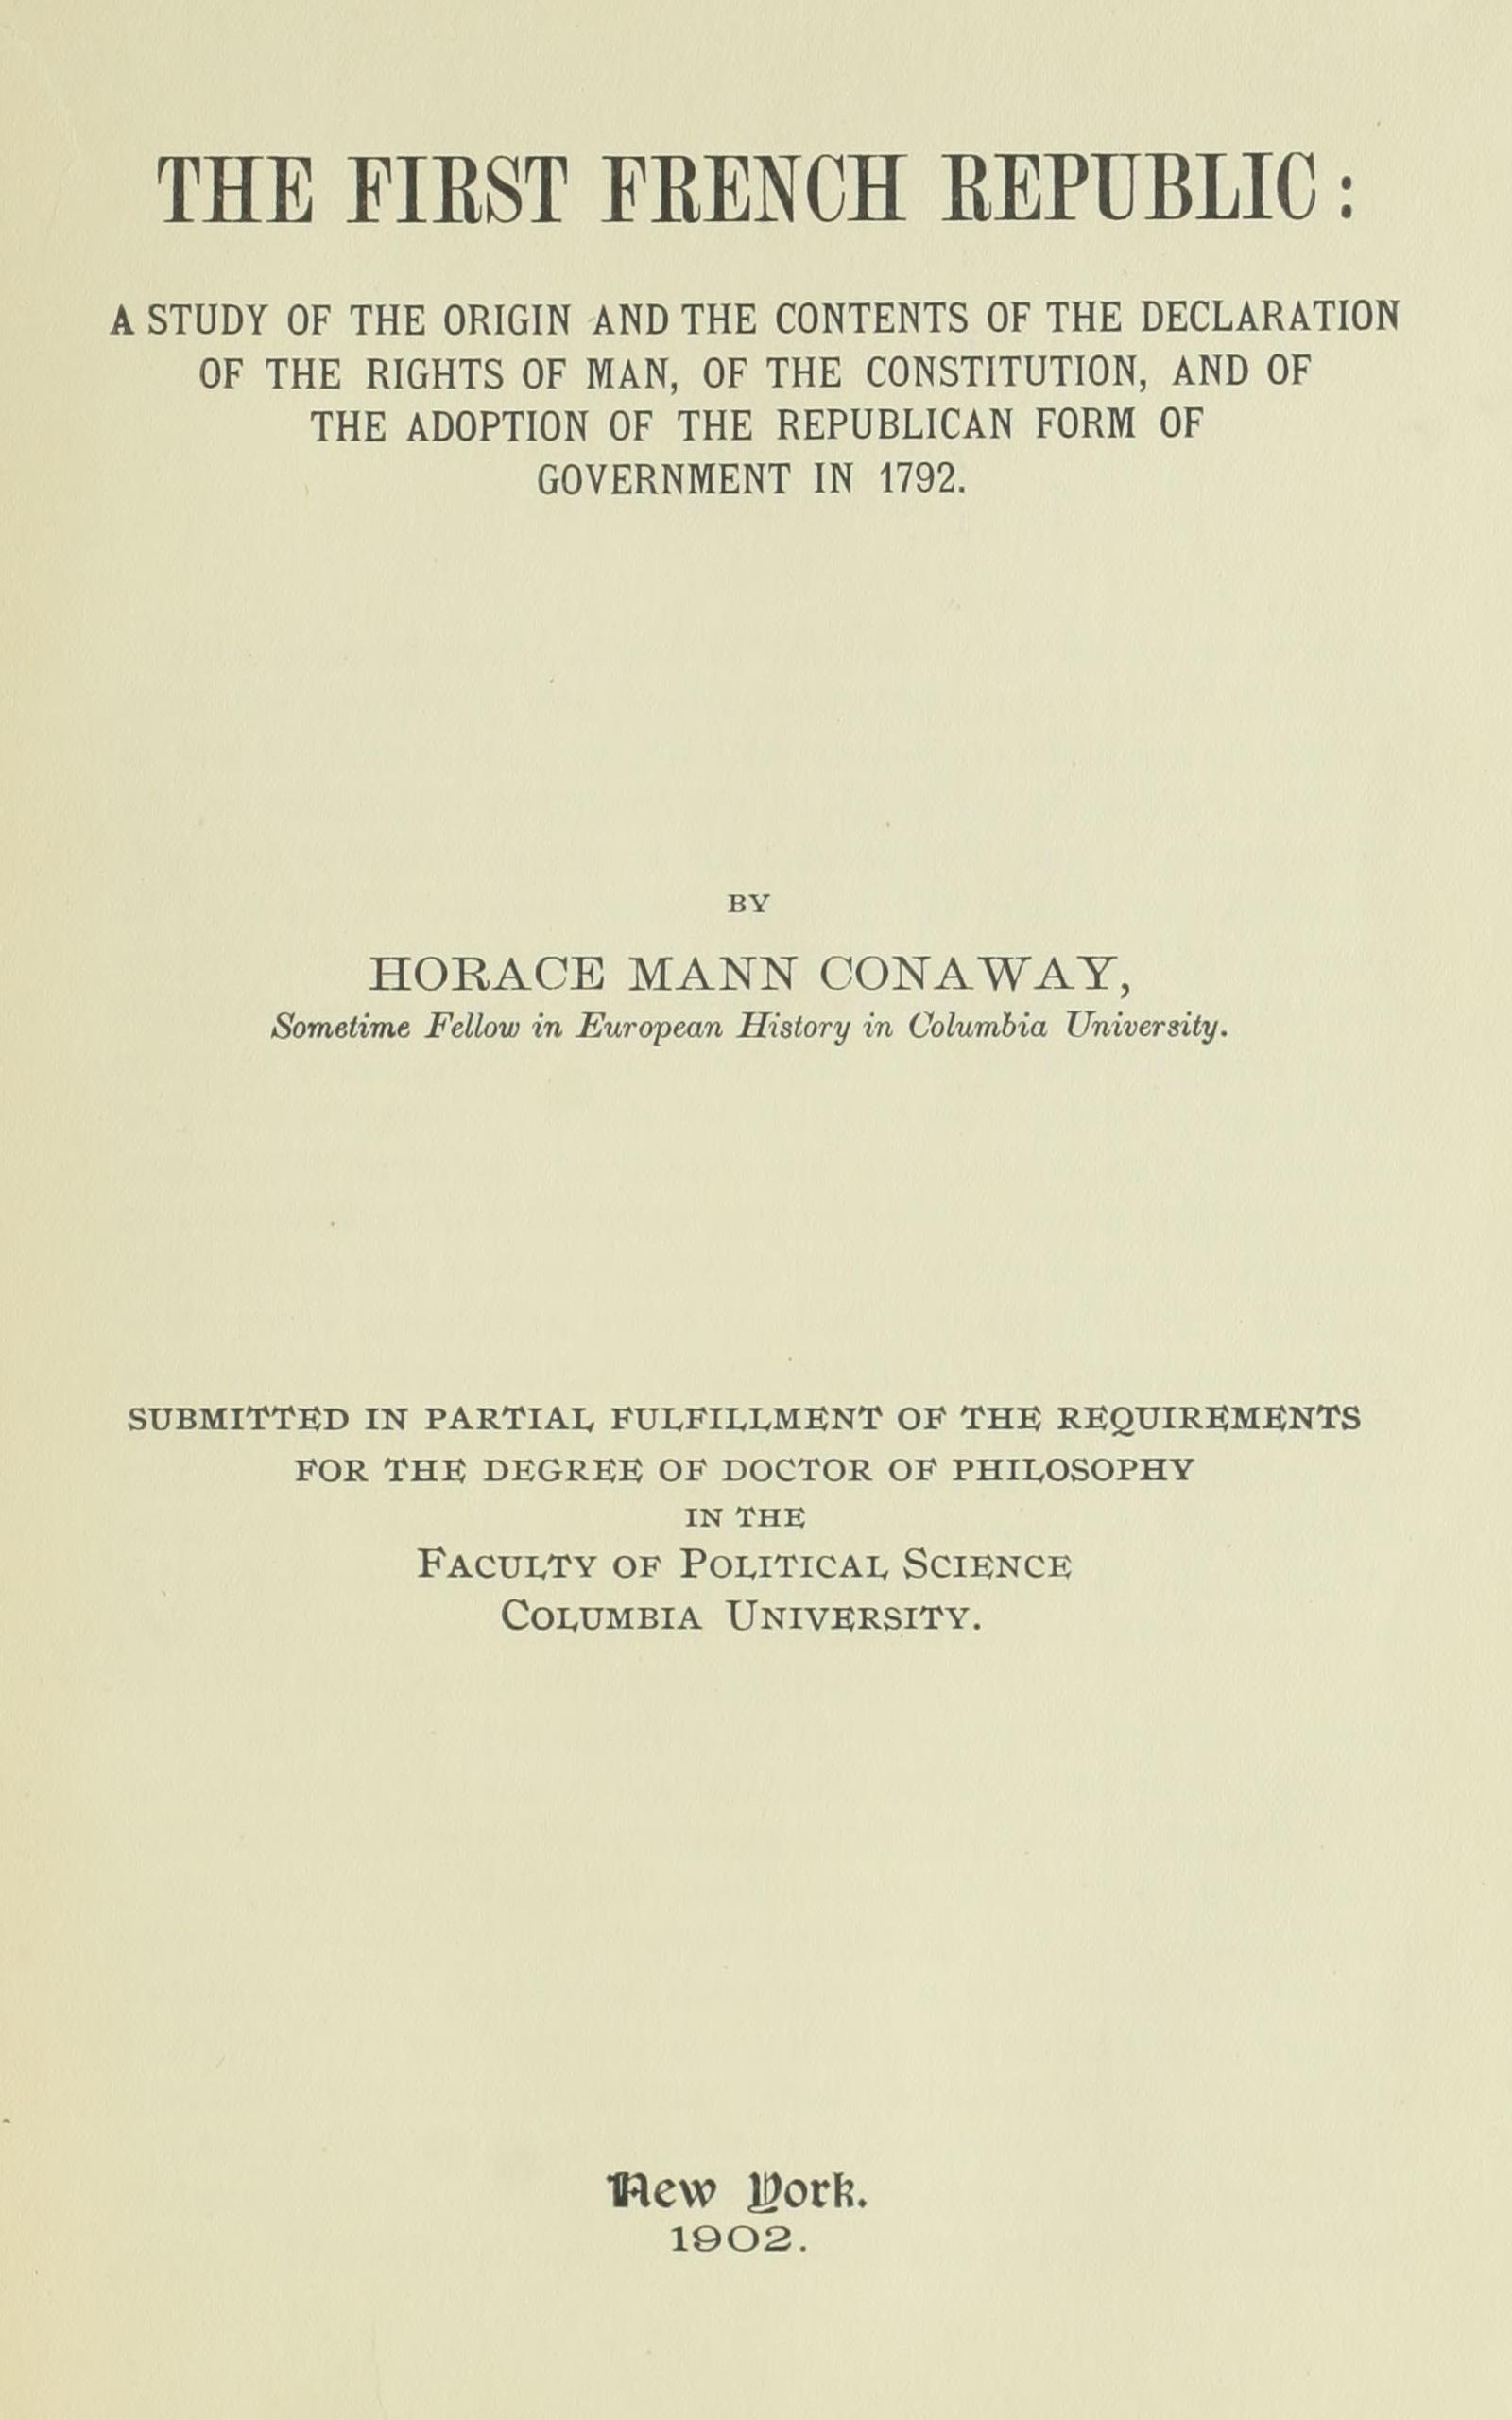 THE FIRST FRENCH REPUBLIC:
A STUDY OF THE ORIGIN AND THE CONTENTS OF THE DECLARATION
OF THE RIGHTS OF MAN, OF THE CONSTITUTION, AND OF
THE ADOPTION OF THE REPUBLICAN FORM OF
GOVERNMENT IN 1792.
BY
HORACE MANN CONAWAY,
Sometime Fellow in European History in Columbia University.
SUBMITTED IN PARTIAL FULFILLMENT OF THE REQUIREMENTS
FOR THE DEGREE OF DOCTOR OF PHILOSOPHY
IN THE
FACULTY OF POLITICAL SCIENCE
COLUMBIA UNIVERSITY.
New York.
1902.